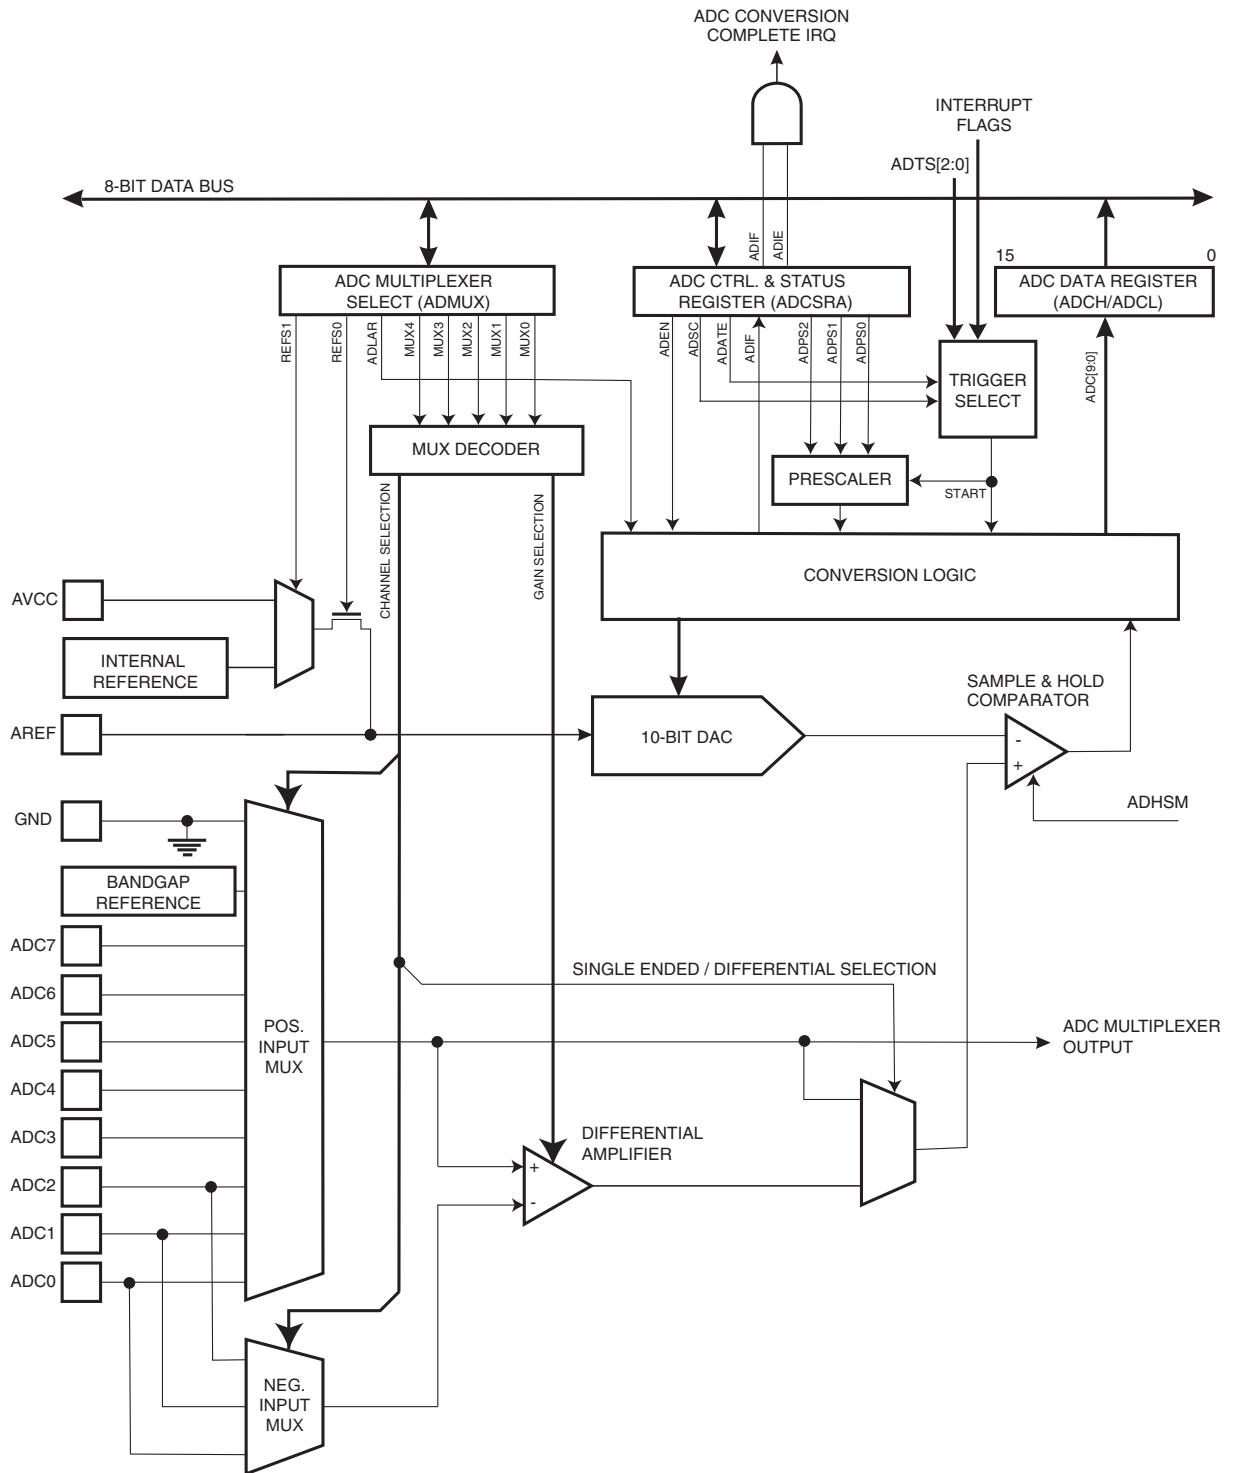 ADC CONVERSION
COMPLETE IRQ
INTERRUPT
FLAGS
ADTS[2:0]
8-BIT DATA BUS
ADIF
ADIE
15
0
ADC MULTIPLEXER
SELECT (ADMUX)
ADC CTRL. & STATUS
REGISTER (ADCSRA)
ADC DATA REGISTER
(ADCH/ADCL)
REFS1
REFS0
ADLAR
MUX4
MUX3
MUX2
MUX1
MUX0
ADEN
ADSC
ADATE
ADIF
ADPS2
ADPS1
ADPS0
ADC[9:0]
TRIGGER
SELECT
MUX DECODER
PRESCALER
START
CHANNEL SELECTION
GAIN SELECTION
CONVERSION LOGIC
AVCC
INTERNAL
REFERENCE
SAMPLE & HOLD
COMPARATOR
AREF
10-BIT DAC
-
+
ADHSM
GND
BANDGAP
REFERENCE
ADC7
ADC6
ADC5
ADC4
ADC3
ADC2
ADC1
ADC0
SINGLE ENDED / DIFFERENTIAL SELECTION
POS.
INPUT
MUX
ADC MULTIPLEXER
OUTPUT
DIFFERENTIAL
AMPLIFIER
+
-
NEG.
INPUT
MUX